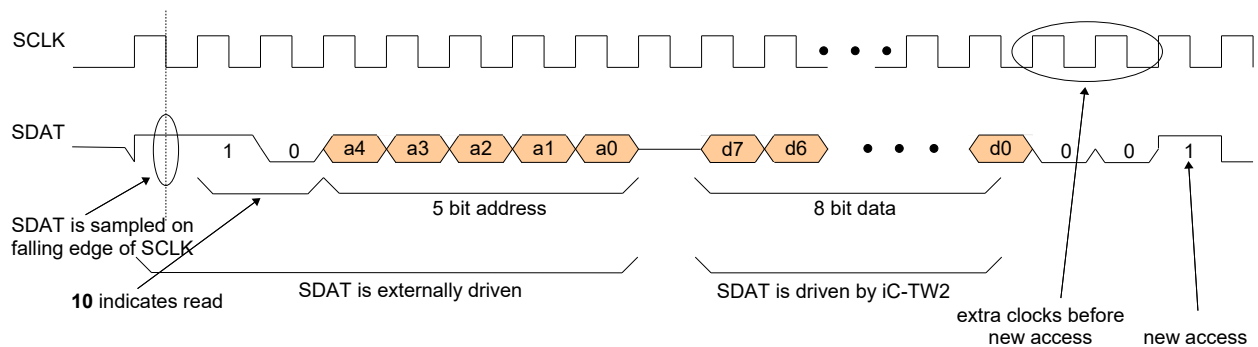 SCLK
SDAT
1 0 a4 a3 a2 a1 a0 d7 d6 d0 0 0 1
5 bit address
8 bit data
SDAT is sampled on
falling edge of SCLK
10 indicates read
SDAT is externally driven
SDAT is driven by iC-TW2
extra clocks before
new access
new access